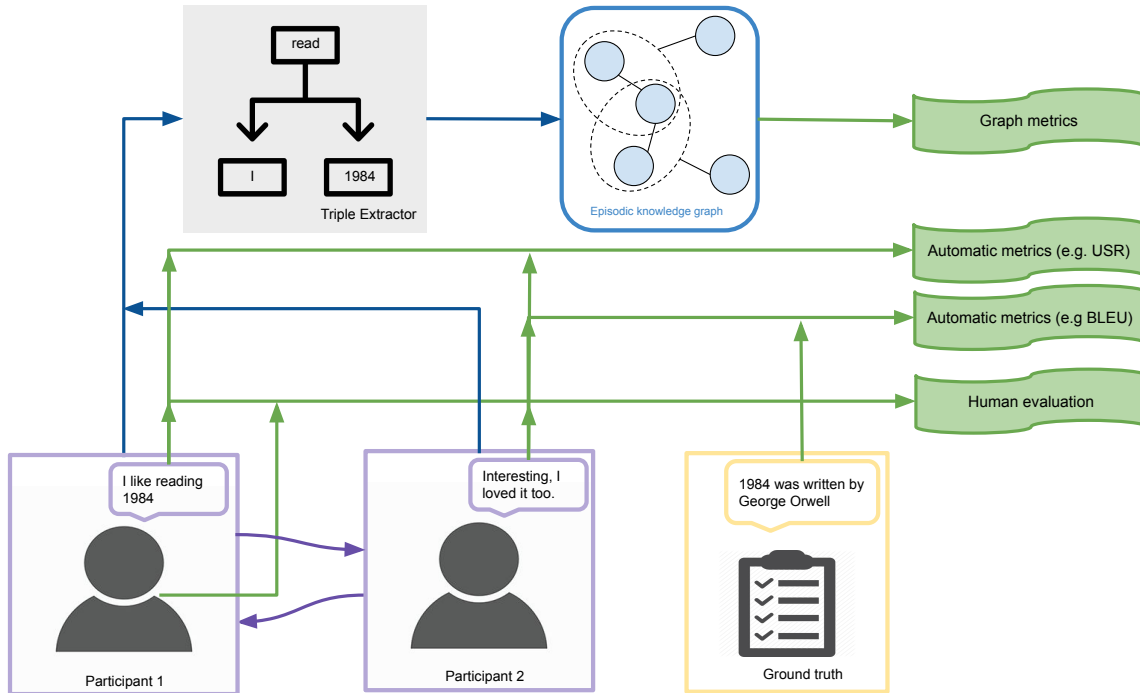 read
I
1984
Triple Extractor
Episodic knowledge graph
Graph metrics
Automatic metrics (e.g. USR)
Automatic metrics (e.g BLEU)
Human evaluation
I like reading
1984
Interesting, I
loved it too.
1984 was written by
George Orwell
Participant 1
Participant 2
Ground truth